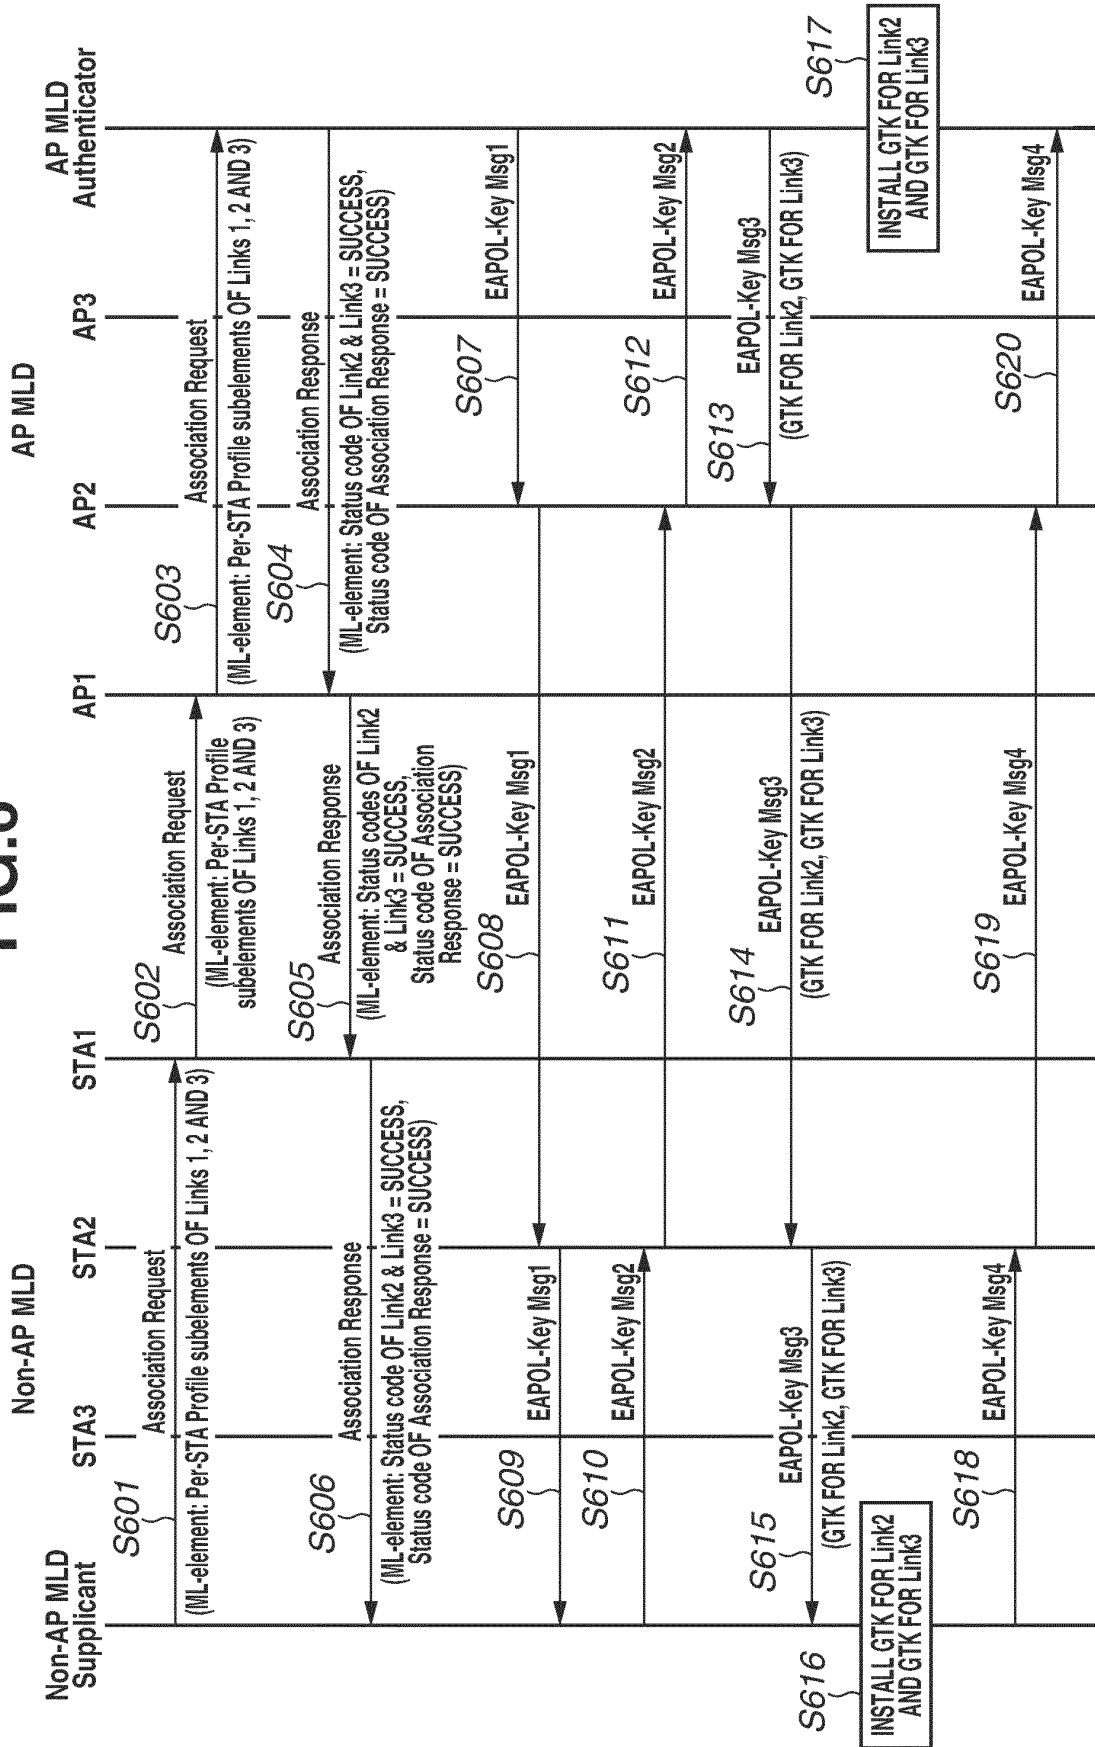 Non-AP MLD
AP MLD
Non-AP MLD
Supplicant
STA3
STA2
STA1
AP1
AP2
AP3
AP MLD
Authenticator
S601
Association Request
(ML-element: Per-STA Profile subelements OF Links 1, 2 AND 3)
S602
Association Request
(ML-element: Per-STA Profile
subelements OF Links 1, 2 AND 3)
S603
Association Request
(ML-element: Per-STA Profile subelements OF Links 1, 2 AND 3)
S604
Association Response
(ML-element: Status code OF Link2 & Link3 = SUCCESS,
Status code OF Association Response = SUCCESS)
S605
Association Response
(ML-element: Status codes OF Link2
& Link3 = SUCCESS,
Status code OF Association
Response = SUCCESS)
S606
Association Response
(ML-element: Status code OF Link2 & Link3 = SUCCESS,
Status code OF Association Response = SUCCESS)
S607
EAPOL-Key Msg1
S608
EAPOL-Key Msg1
S609
EAPOL-Key Msg1
S610
EAPOL-Key Msg2
S611
EAPOL-Key Msg2
S612
EAPOL-Key Msg2
S613
EAPOL-Key Msg3
(GTK FOR Link2, GTK FOR Link3)
S614
EAPOL-Key Msg3
(GTK FOR Link2, GTK FOR Link3)
S615
EAPOL-Key Msg3
(GTK FOR Link2, GTK FOR Link3)
S616
INSTALL GTK FOR Link2
AND GTK FOR Link3
S617
INSTALL GTK FOR Link2
AND GTK FOR Link3
S618
EAPOL-Key Msg4
S619
EAPOL-Key Msg4
S620
EAPOL-Key Msg4